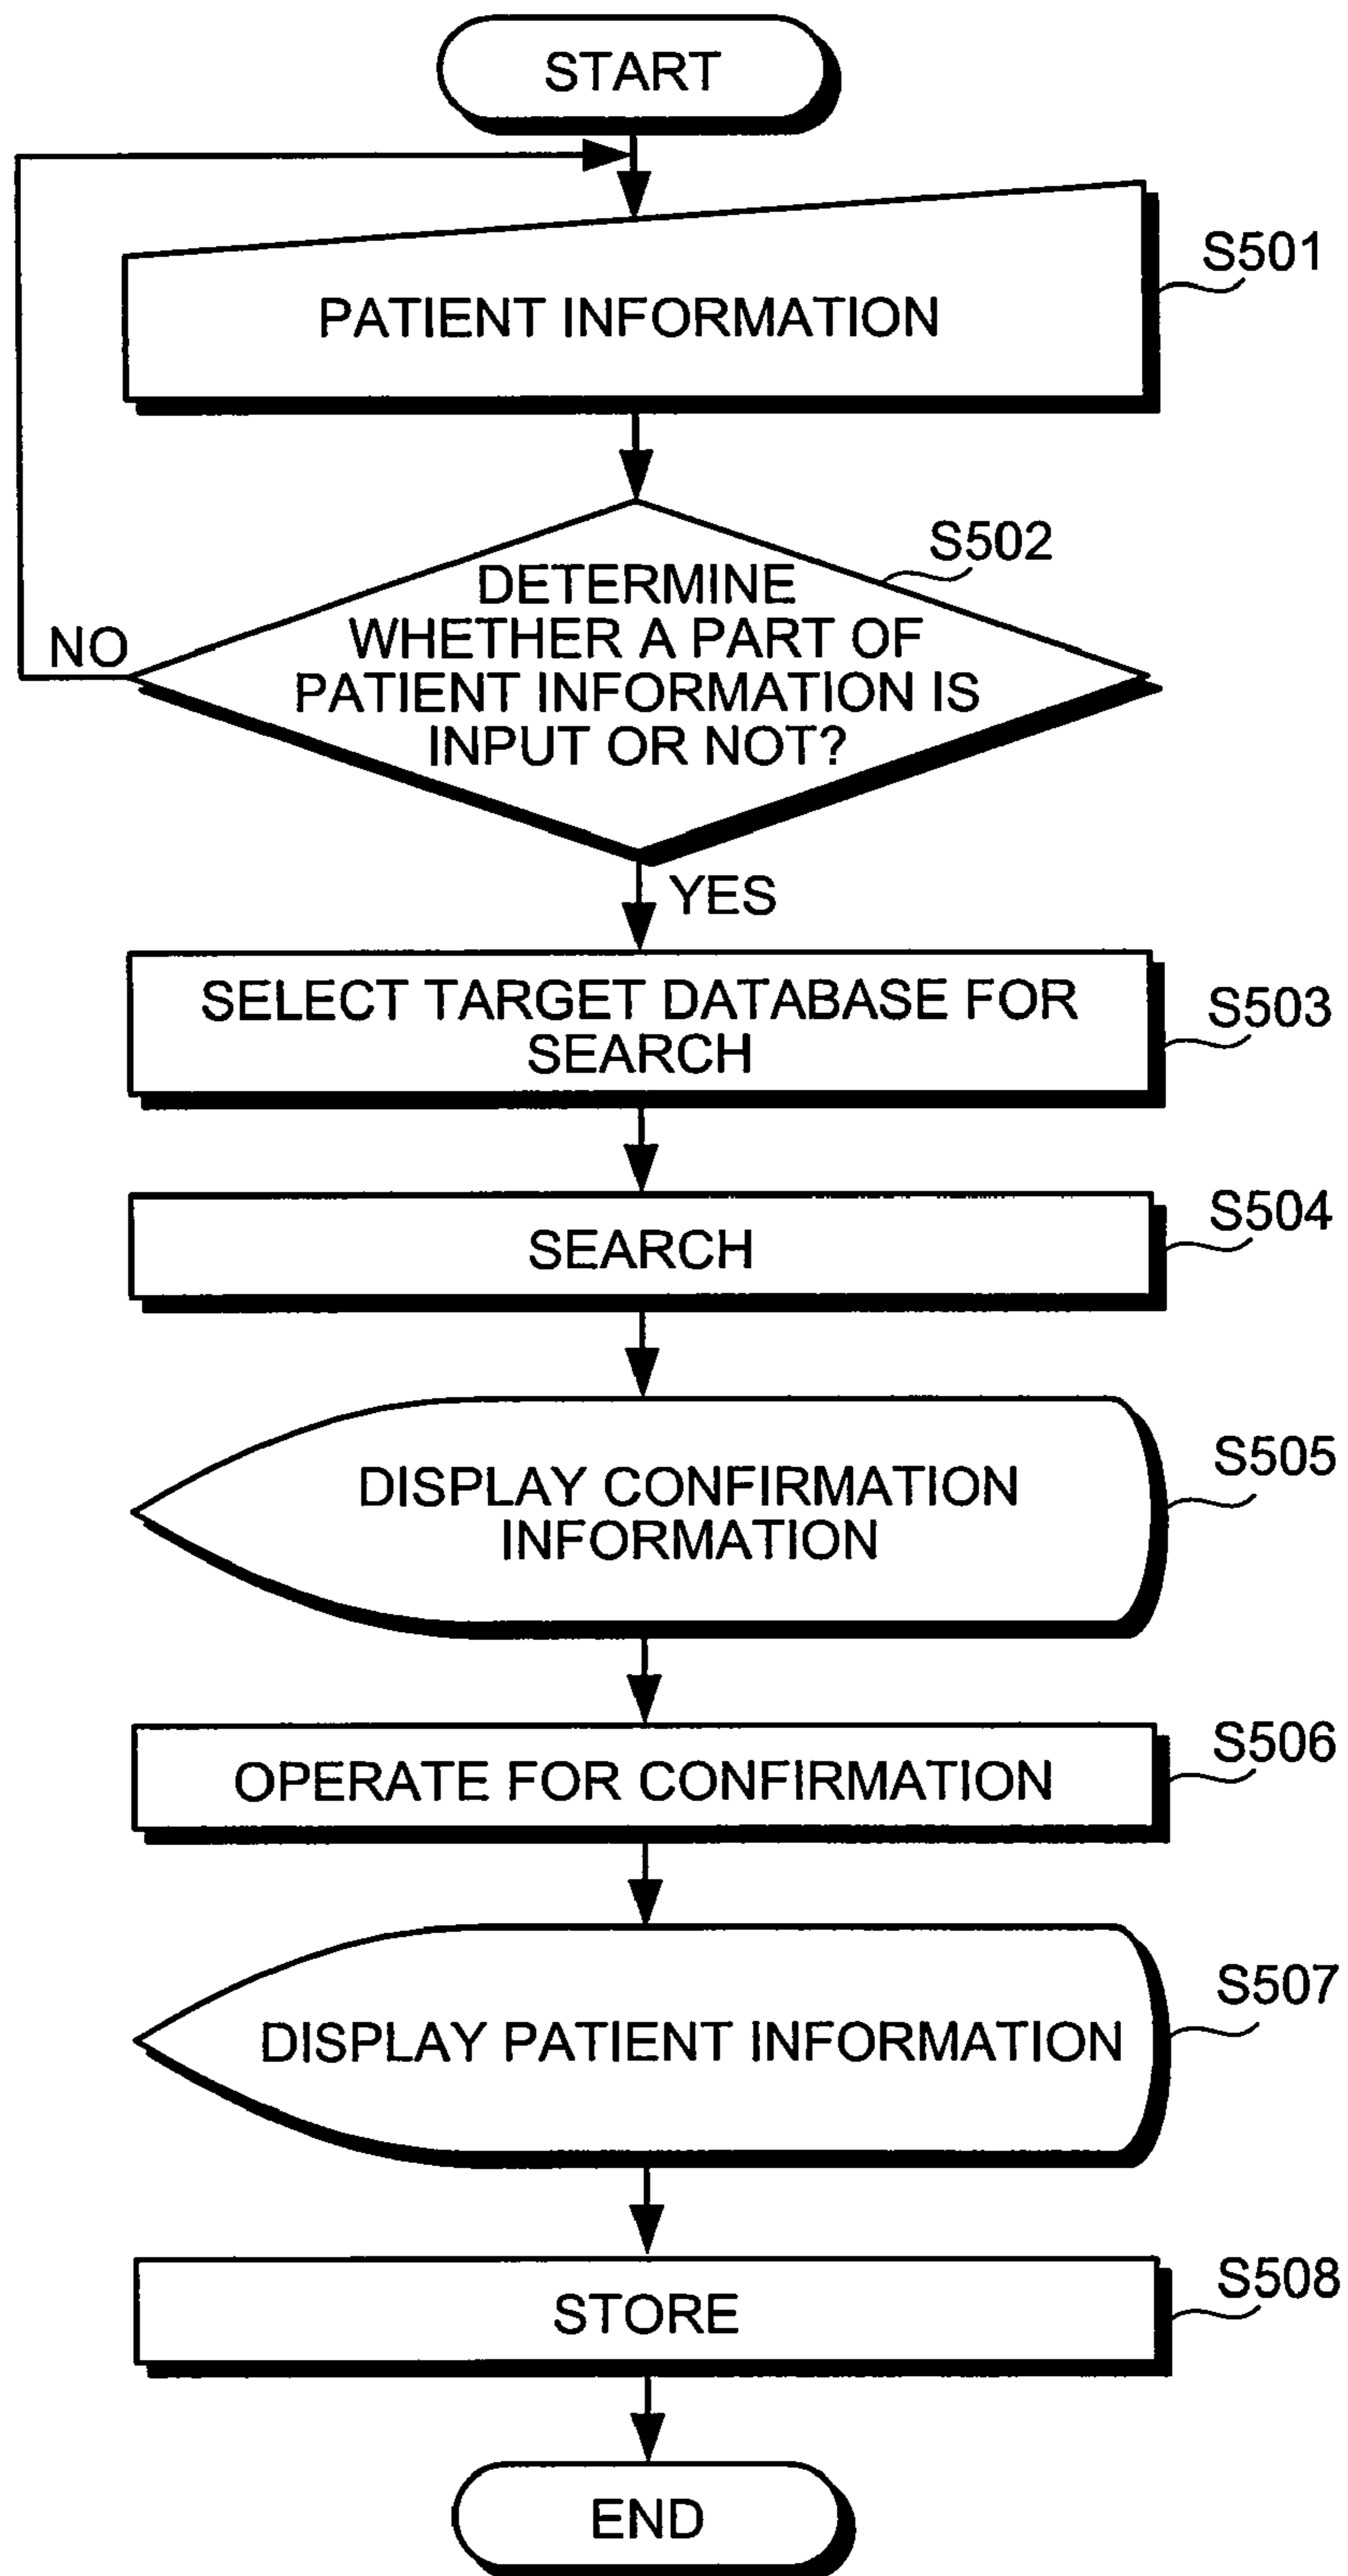 START
PATIENT INFORMATION
S501
S502
DETERMINE
WHETHER A PART OF
PATIENT INFORMATION IS
INPUT OR NOT?
NO
YES
SELECT TARGET DATABASE FOR
SEARCH
S503
SEARCH
S504
DISPLAY CONFIRMATION
INFORMATION
S505
OPERATE FOR CONFIRMATION
S506
DISPLAY PATIENT INFORMATION
S507
STORE
S508
END